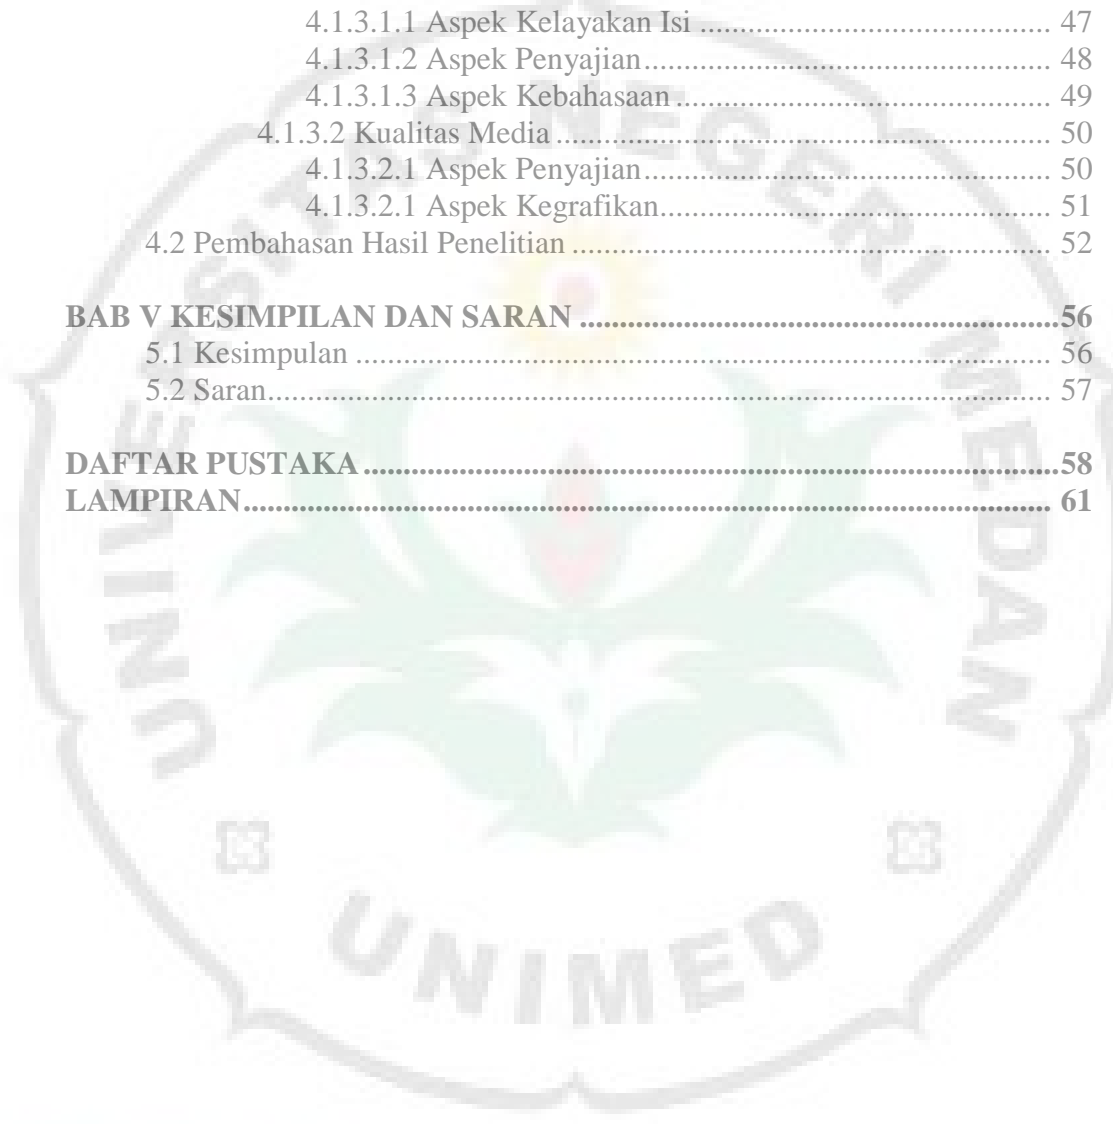 4.1.3.1.1 Aspek Kelayakan Isi ........................................... 47
4.1.3.1.2 Aspek Penyajian.................................................. 48
4.1.3.1.3 Aspek Kebahasaan .............................................. 49
4.1.3.2 Kualitas Media ............................................................. 50
4.1.3.2.1 Aspek Penyajian.................................................. 50
4.1.3.2.1 Aspek Kegrafikan................................................ 51
4.2 Pembahasan Hasil Penelitian ........................................................... 52
BAB V KESIMPILAN DAN SARAN ..........................................................56
5.1 Kesimpulan ...................................................................................... 56
5.2 Saran................................................................................................. 57
DAFTAR PUSTAKA .....................................................................................58
LAMPIRAN.................................................................................................. 61
UNIVERSITAS NEGERI MEDAN
UNIMED